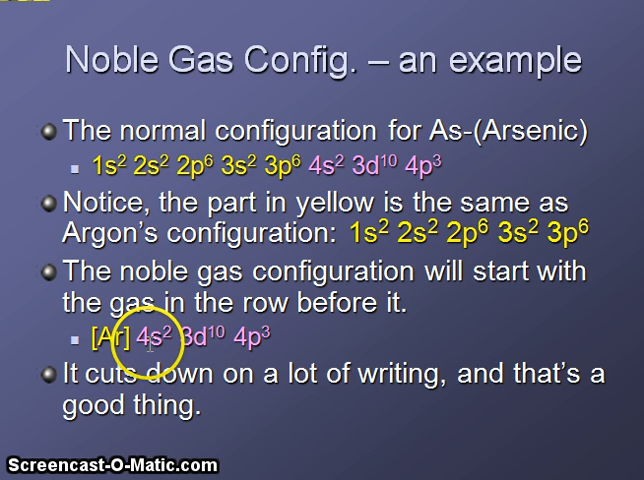 Noble Gas Config. – an example
The normal configuration for As-(Arsenic)
1s² 2s² 2p⁶ 3s² 3p⁶ 4s² 3d¹⁰ 4p³
Notice, the part in yellow is the same as
Argon's configuration: 1s² 2s² 2p⁶ 3s² 3p⁶
The noble gas configuration will start with
the gas in the row before it.
[Ar] 4s² 3d¹⁰ 4p³
It cuts down on a lot of writing, and that's a
good thing.
Screencast-O-Matic.com